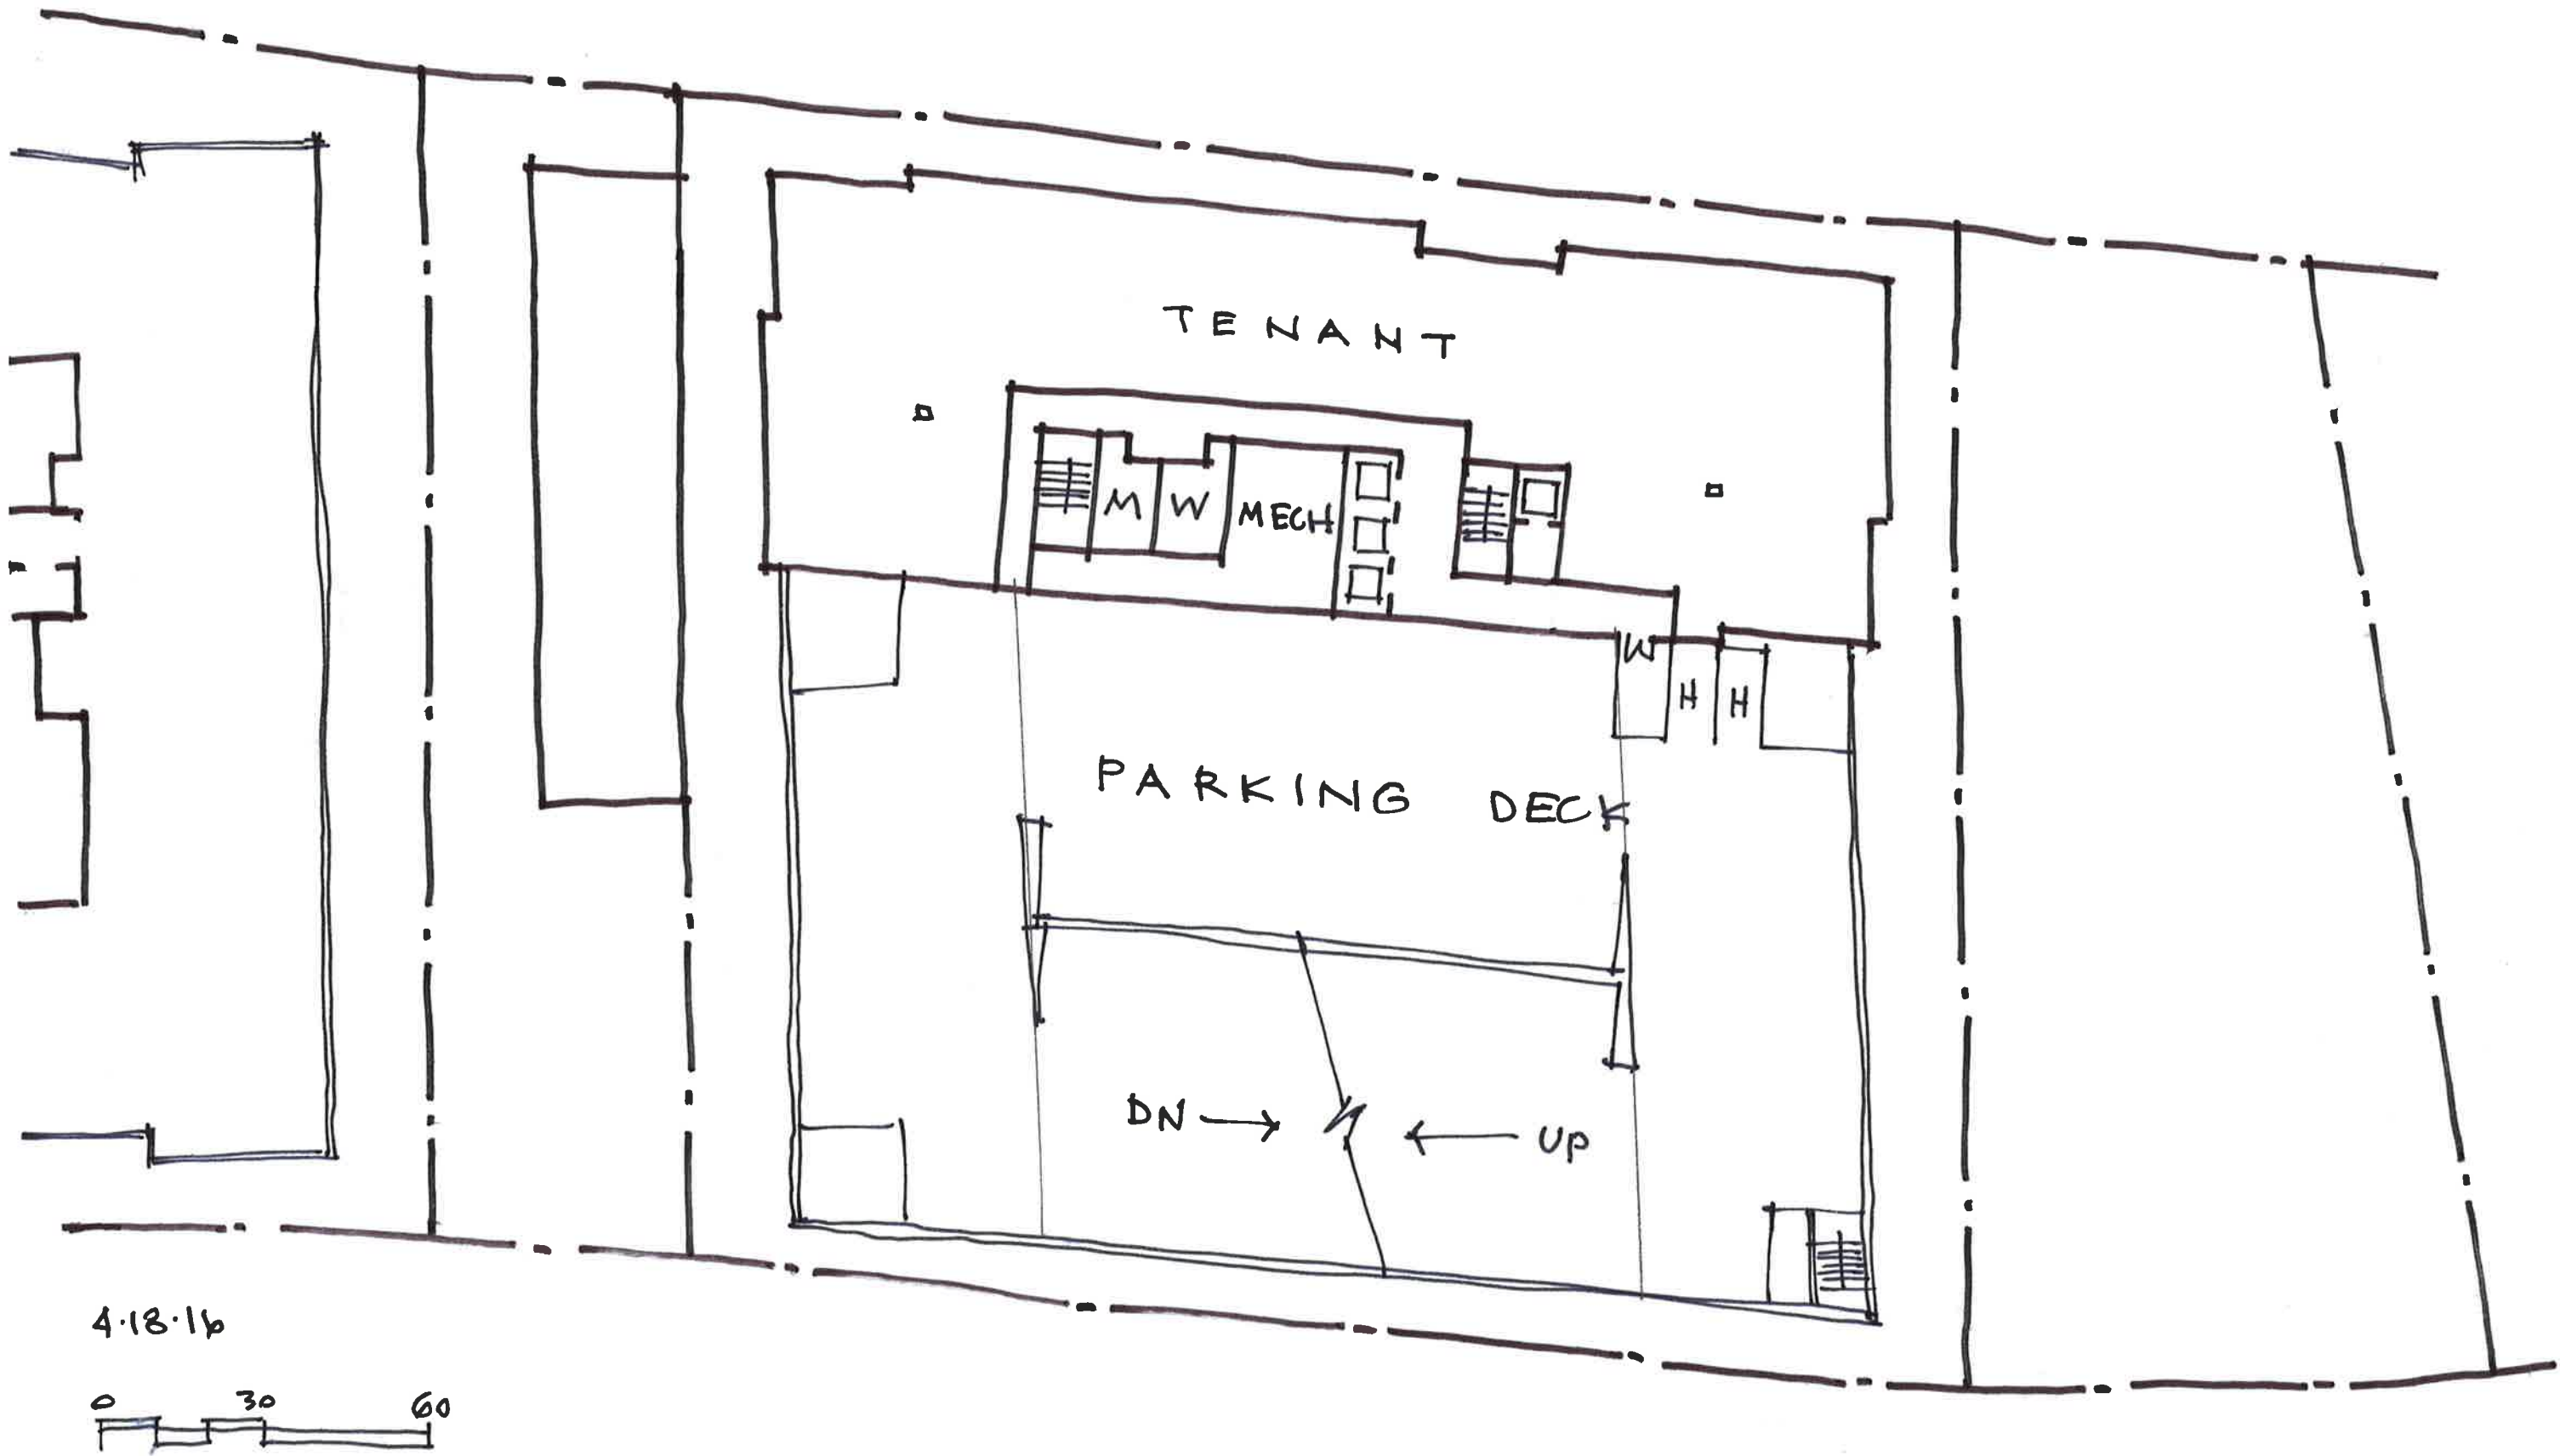 TENANT
M W MECH
W
H H
PARKING DECK
DN
UP
4.18.16
0 30 60